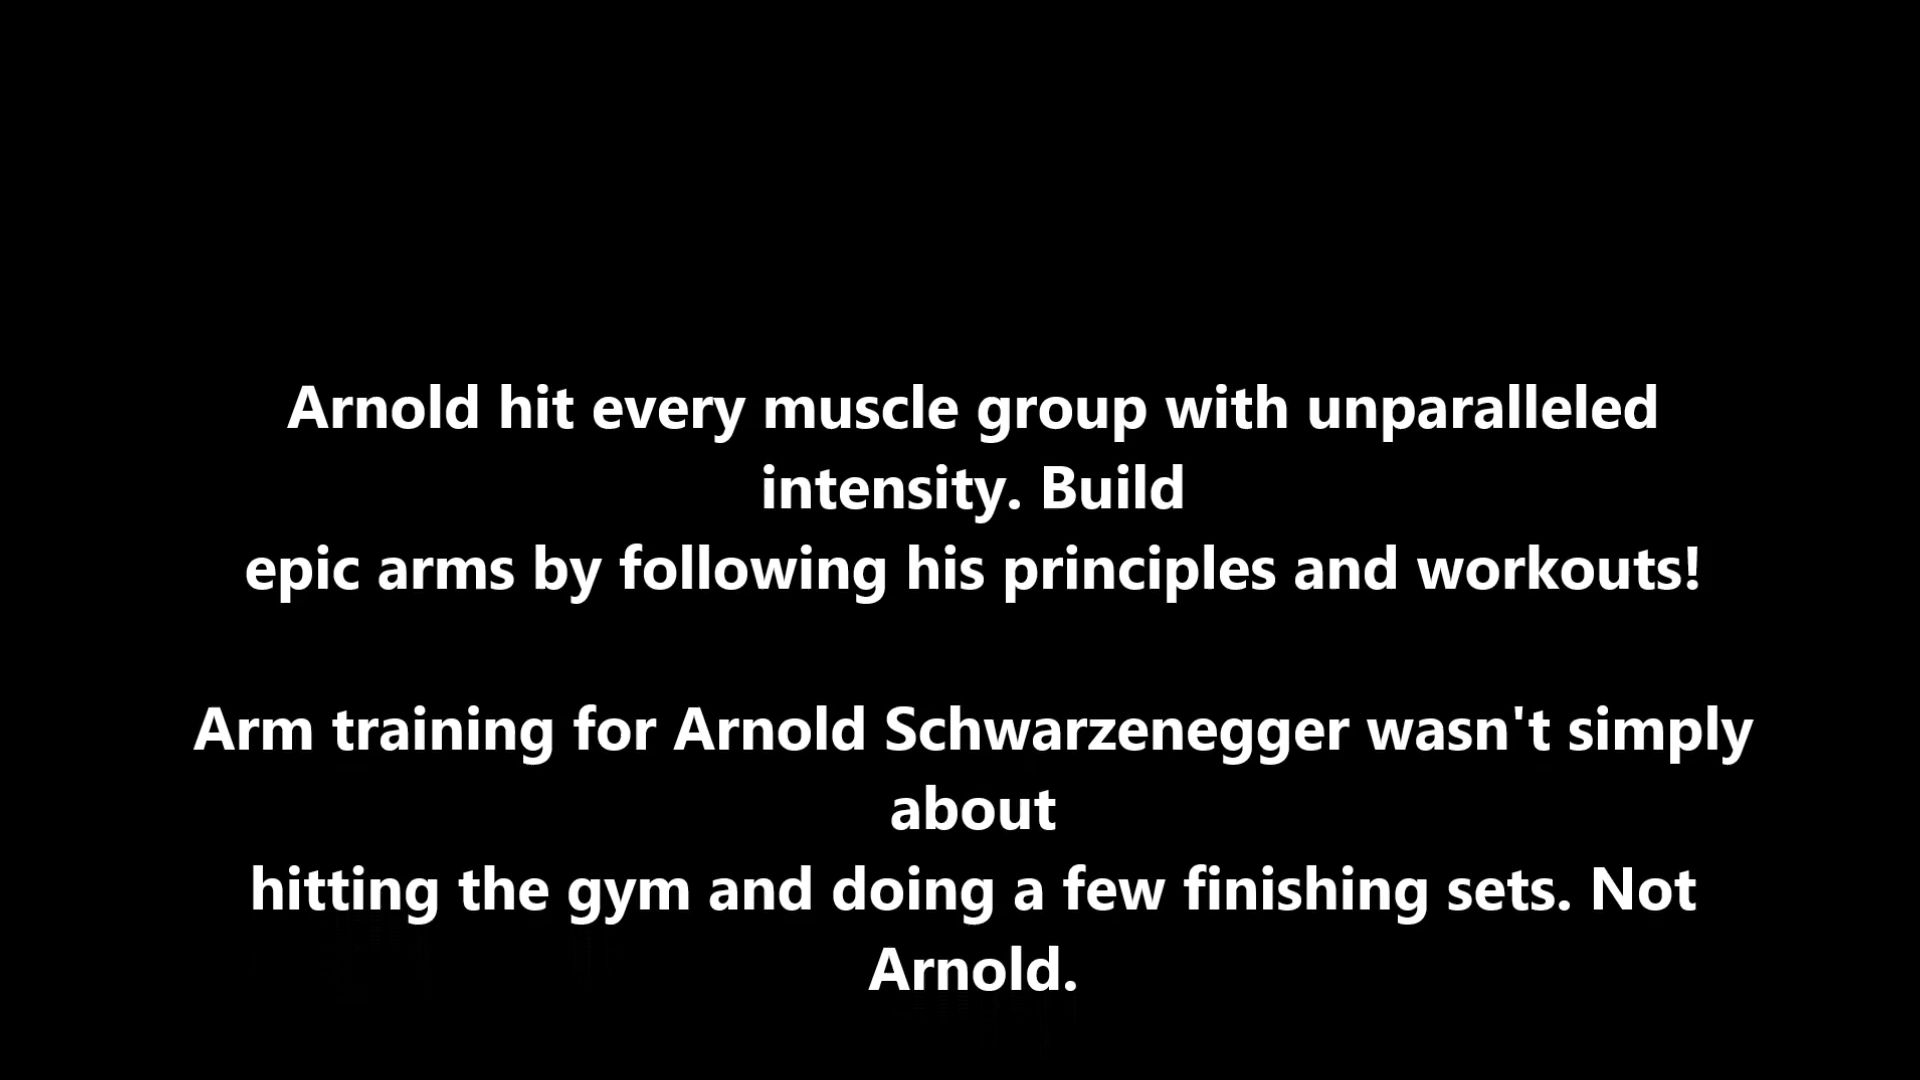 Arnold hit every muscle group with unparalleled
intensity. Build
epic arms by following his principles and workouts!
Arm training for Arnold Schwarzenegger wasn't simply
about
hitting the gym and doing a few finishing sets. Not
Arnold.